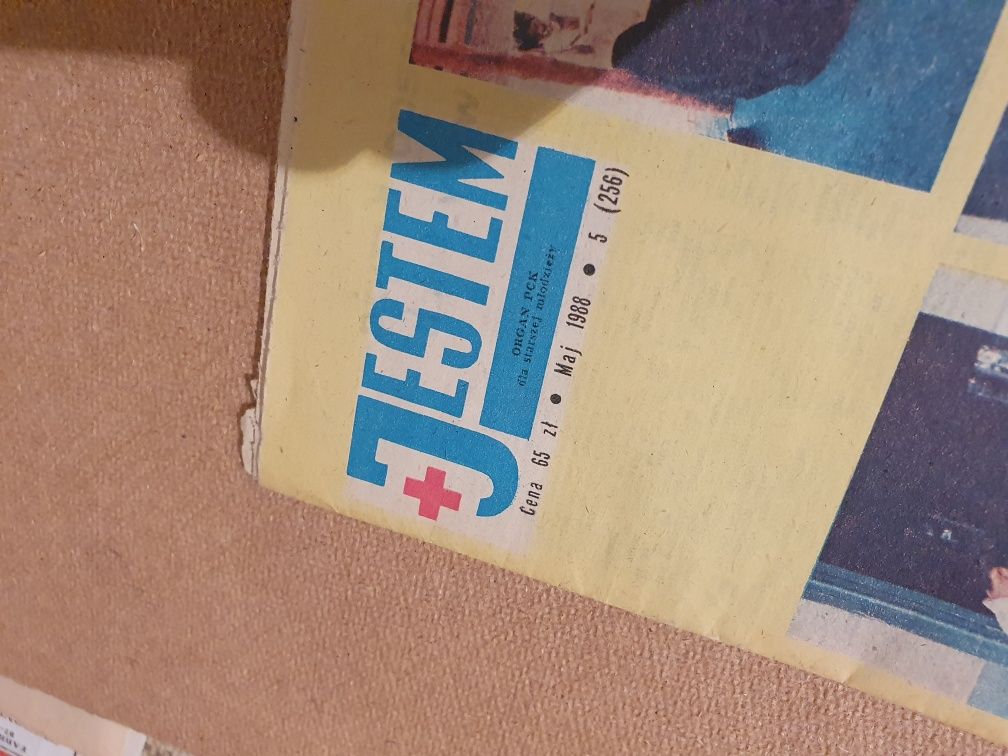 JESTEM
ORGAN PCK
dla starszej młodzieży
Cena 65 zł • Maj 1988 • 5 (256)